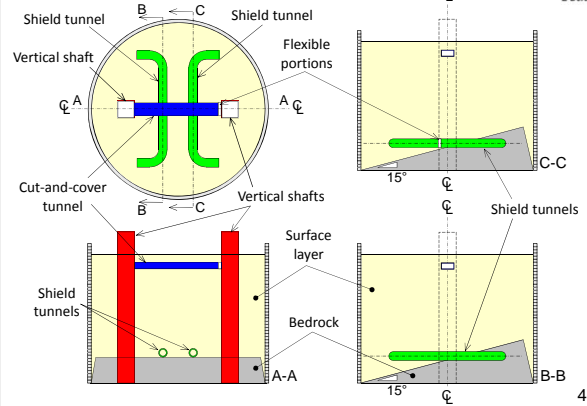 B
C
Shield tunnel
Shield tunnel
Vertical shaft
Flexible
portions
℄ A
A ℄
C-C
15°
℄
℄
Cut-and-cover
tunnel
B
C
Vertical shafts
Shield tunnels
Surface
layer
Shield
tunnels
Bedrock
A-A
B-B
15°
℄
4